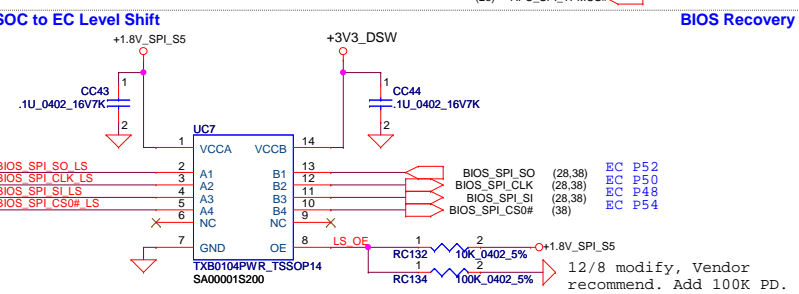 SOC to EC Level Shift
BIOS Recovery
+1.8V_SPI_S5
+3V3_DSW
1
CC43
.1U_0402_16V7K
2
1
CC44
.1U_0402_16V7K
2
UC7
1 VCCA VCCB 14
BIOS_SPI_SO_LS 2 A1 B1 13 BIOS_SPI_SO (28,38) EC P52
BIOS_SPI_CLK_LS 3 A2 B2 12 BIOS_SPI_CLK (28,38) EC P50
BIOS_SPI_SI_LS 4 A3 B3 11 BIOS_SPI_SI (28,38) EC P48
BIOS_SPI_CS0#_LS 5 A4 B4 10 BIOS_SPI_CS0# (38) EC P54
6 NC NC 9
7 GND OE 8 LS_OE
1 2 +1.8V_SPI_S5
RC132 10K_0402_5%
1 2
RC134 100K_0402_5%
TXB0104PWR_TSSOP14
SA00001S200
12/8 modify, Vendor
recommend. Add 100K PD.